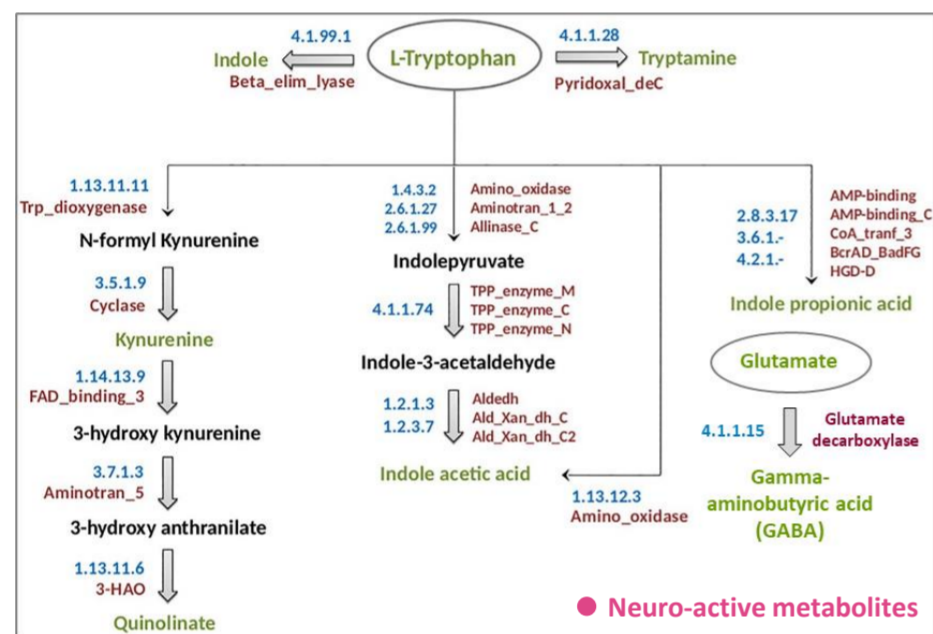 4.1.99.1
Indole
Beta_elim_lyase
L-Tryptophan
4.1.1.28
Tryptamine
Pyridoxal_deC
1.13.11.11
Trp_dioxygenase
N-formyl Kynurenine
3.5.1.9
Cyclase
Kynurenine
1.14.13.9
FAD_binding_3
3-hydroxy kynurenine
3.7.1.3
Aminotran_5
3-hydroxy anthranilate
1.13.11.6
3-HAO
Quinolinate
1.4.3.2 Amino_oxidase
2.6.1.27 Aminotran_1_2
2.6.1.99 Allinase_C
Indolepyruvate
TPP_enzyme_M
4.1.1.74 TPP_enzyme_C
TPP_enzyme_N
Indole-3-acetaldehyde
Aldedh
1.2.1.3 Ald_Xan_dh_C
1.2.3.7 Ald_Xan_dh_C2
Indole acetic acid
1.13.12.3
Amino_oxidase
2.8.3.17
3.6.1.-
4.2.1.-
AMP-binding
AMP-binding_C
CoA_tranf_3
BcrAD_BadFG
HGD-D
Indole propionic acid
Glutamate
4.1.1.15
Glutamate
decarboxylase
Gamma-
aminobutyric acid
(GABA)
Neuro-active metabolites